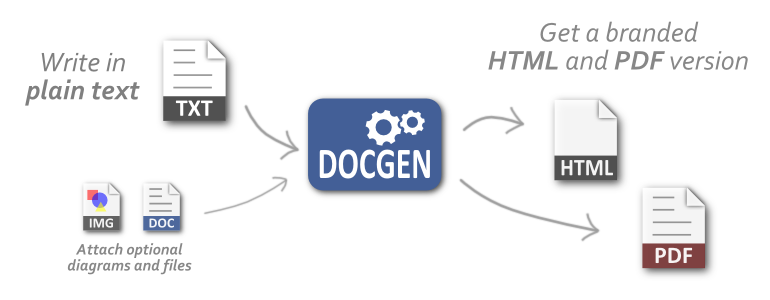 Write in
plain text
TXT
IMG
DOC
Attach optional
diagrams and files
DOCGEN
Get a branded
HTML and PDF version
HTML
PDF